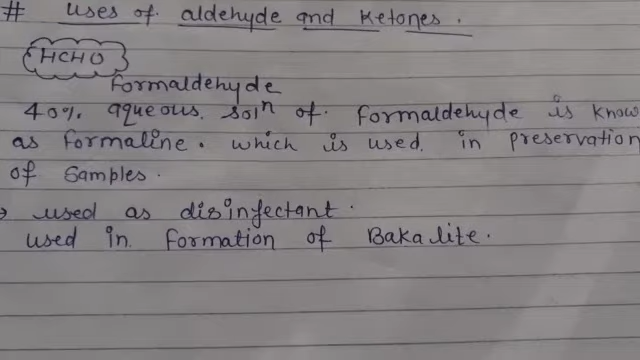 # Uses of aldehyde and Ketones.
HCHO
Formaldehyde
40% aqueous. solⁿ of. formaldehyde is know
as formaline. which is used. in preservation
of Samples.
→ used as disinfectant.
used in. formation of Bakalite.